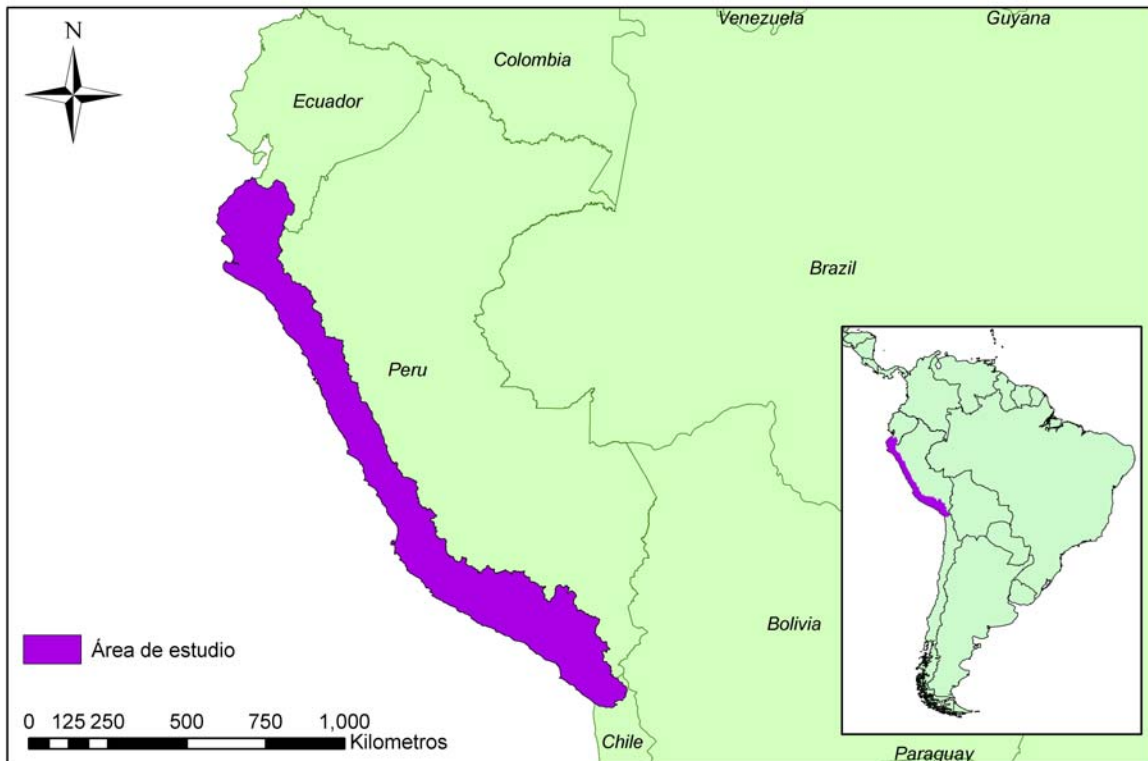 Venezuela
Guyana
N
Colombia
Ecuador
Brazil
Peru
Bolivia
Área de estudio
0 125 250 500 750 1,000
Kilometros
Chile
Paraguay